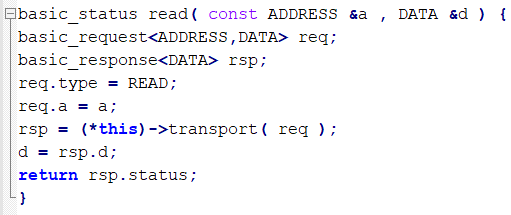 basic_status read( const ADDRESS &a , DATA &d ) {
basic_request<ADDRESS,DATA> req;
basic_response<DATA> rsp;
req.type = READ;
req.a = a;
rsp = (*this)->transport( req );
d = rsp.d;
return rsp.status;
}